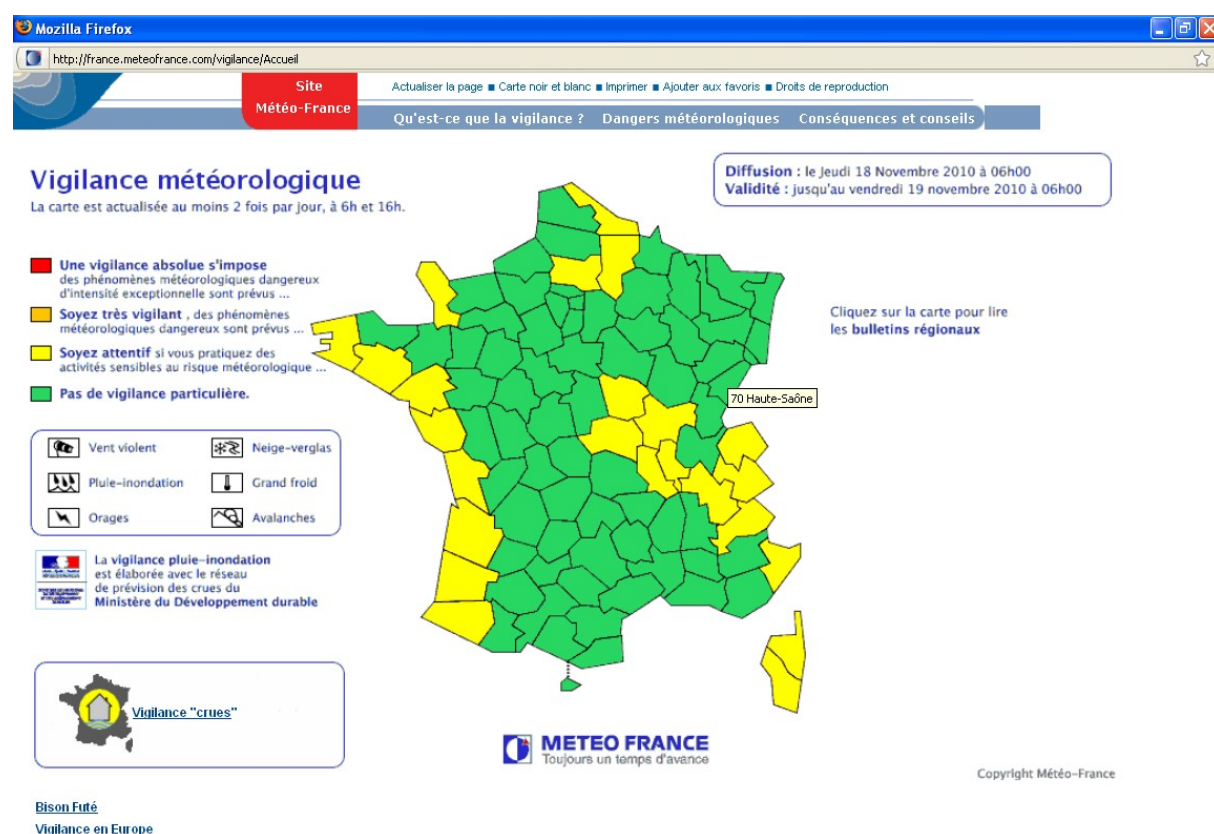 Mozilla Firefox
http://france.meteofrance.com/vigilance/Accueil
Site
Météo-France
Actualiser la page ■ Carte noir et blanc ■ Imprimer ■ Ajouter aux favoris ■ Droits de reproduction
Qu'est-ce que la vigilance ? Dangers météorologiques Conséquences et conseils
Vigilance météorologique
La carte est actualisée au moins 2 fois par jour, à 6h et 16h.
Diffusion : le Jeudi 18 Novembre 2010 à 06h00
Validité : jusqu'au vendredi 19 novembre 2010 à 06h00
Une vigilance absolue s'impose
des phénomènes météorologiques dangereux
d'intensité exceptionnelle sont prévus ...
Soyez très vigilant , des phénomènes
météorologiques dangereux sont prévus ...
Soyez attentif si vous pratiquez des
activités sensibles au risque météorologique ...
Pas de vigilance particulière.
Cliquez sur la carte pour lire
les bulletins régionaux
70 Haute-Saône
Vent violent
Neige-verglas
Pluie-inondation
Grand froid
Orages
Avalanches
La vigilance pluie-inondation
est élaborée avec le réseau
de prévision des crues du
Ministère du Développement durable
Vigilance "crues"
METEO FRANCE
Toujours un temps d'avance
Copyright Météo-France
Bison Futé
Vigilance en Europe